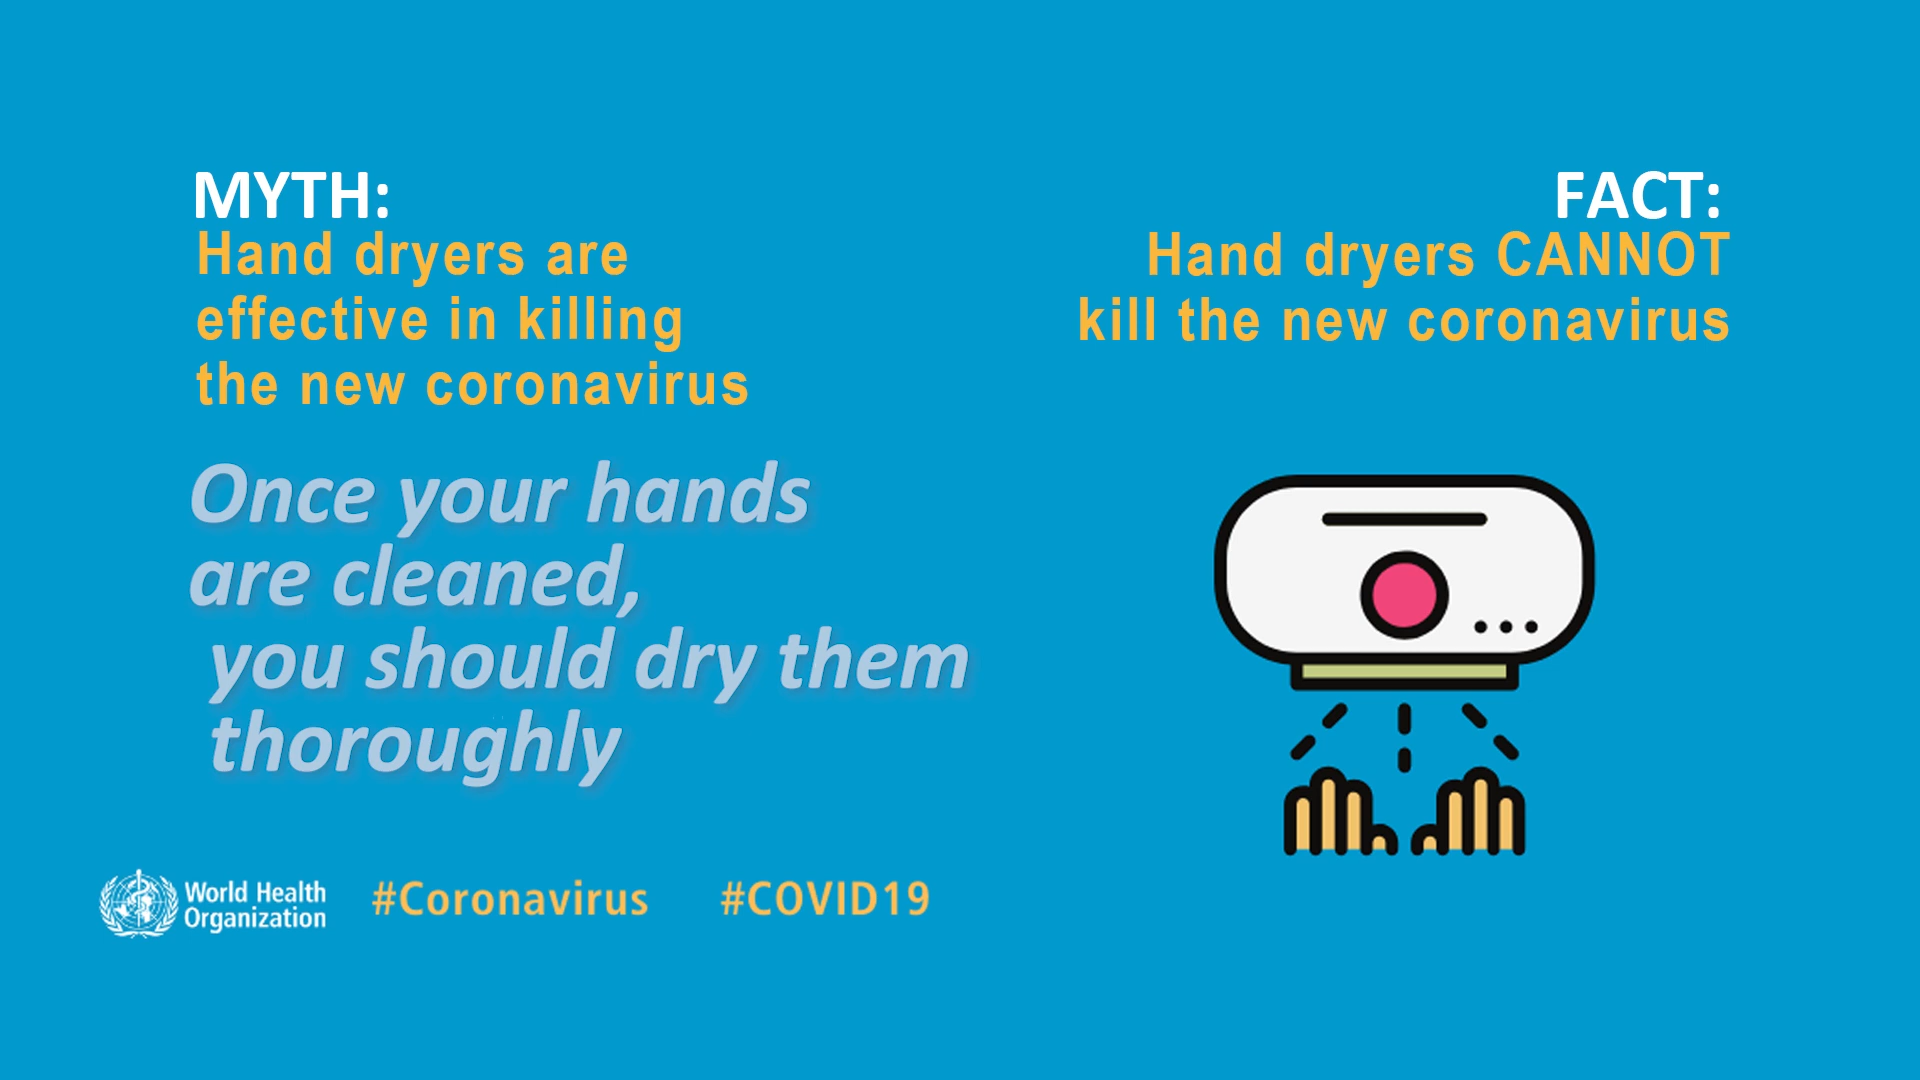 MYTH:
Hand dryers are
effective in killing
the new coronavirus
FACT:
Hand dryers CANNOT
kill the new coronavirus
Once your hands
are cleaned,
you should dry them
thoroughly
World Health
Organization
#Coronavirus
#COVID19